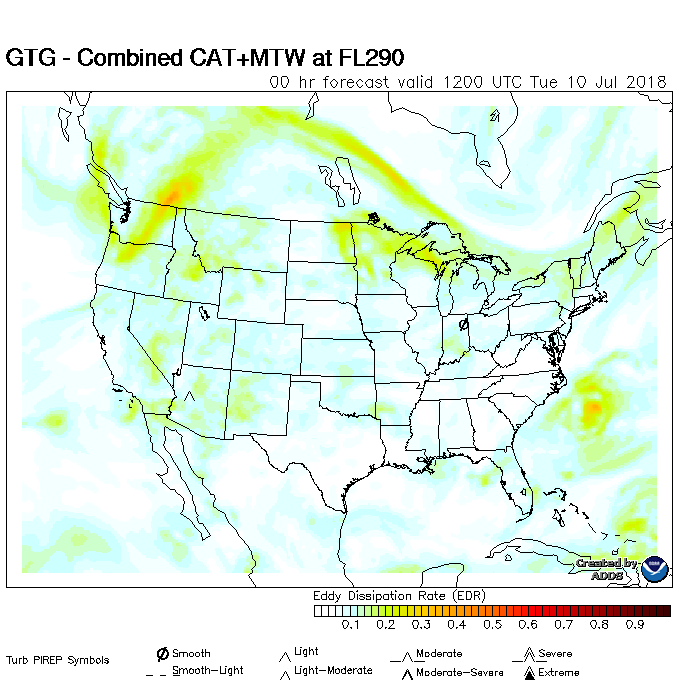 GTG - Combined CAT+MTW at FL290
00 hr forecast valid 1200 UTC Tue 10 Jul 2018
Created by
ADDS
Eddy Dissipation Rate (EDR)
0.1 0.2 0.3 0.4 0.5 0.6 0.7 0.8 0.9
Turb PIREP Symbols
Smooth Light Moderate Severe
Smooth-Light Light-Moderate Moderate-Severe Extreme